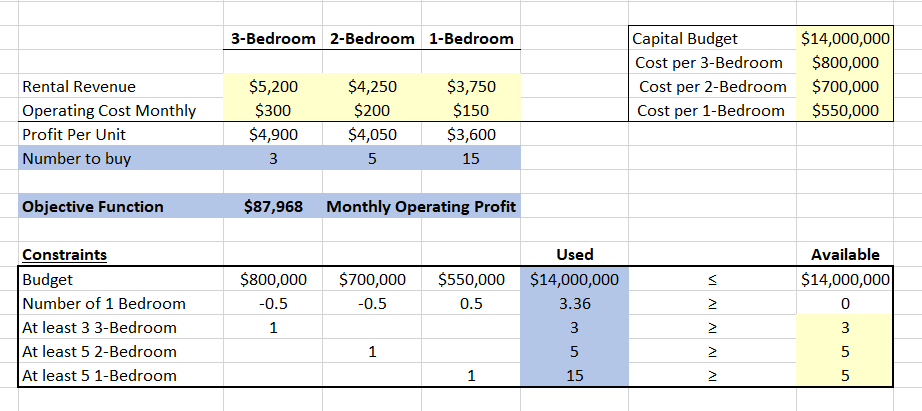 3-Bedroom 2-Bedroom 1-Bedroom Capital Budget $14,000,000
Cost per 3-Bedroom $800,000
Rental Revenue $5,200 $4,250 $3,750 Cost per 2-Bedroom $700,000
Operating Cost Monthly $300 $200 $150 Cost per 1-Bedroom $550,000
Profit Per Unit $4,900 $4,050 $3,600
Number to buy 3 5 15
Objective Function $87,968 Monthly Operating Profit
Constraints Used Available
Budget $800,000 $700,000 $550,000 $14,000,000 ≤ $14,000,000
Number of 1 Bedroom -0.5 -0.5 0.5 3.36 ≥ 0
At least 3 3-Bedroom 1 3 ≥ 3
At least 5 2-Bedroom 1 5 ≥ 5
At least 5 1-Bedroom 1 15 ≥ 5